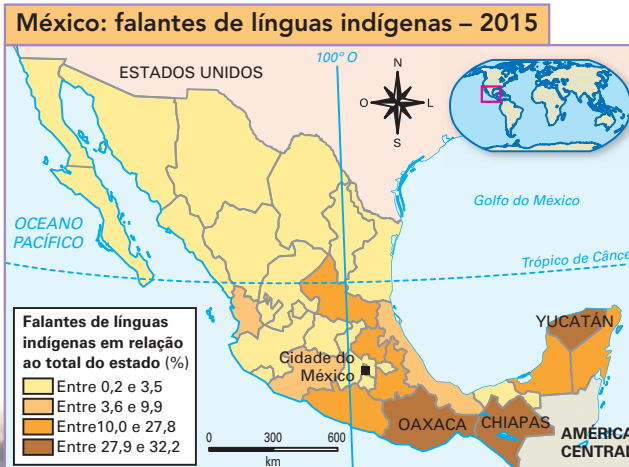 México: falantes de línguas indígenas – 2015
100° O
ESTADOS UNIDOS
N
O
L
S
Golfo do México
OCEANO
PACÍFICO
Trópico de Cânce
Falantes de línguas
indígenas em relação
ao total do estado (%)
Entre 0,2 e 3,5
Entre 3,6 e 9,9
Entre10,0 e 27,8
Entre 27,9 e 32,2
Cidade do
México
YUCATÁN
OAXACA
CHIAPAS
AMÉRICA
CENTRAL
0 300 600
km